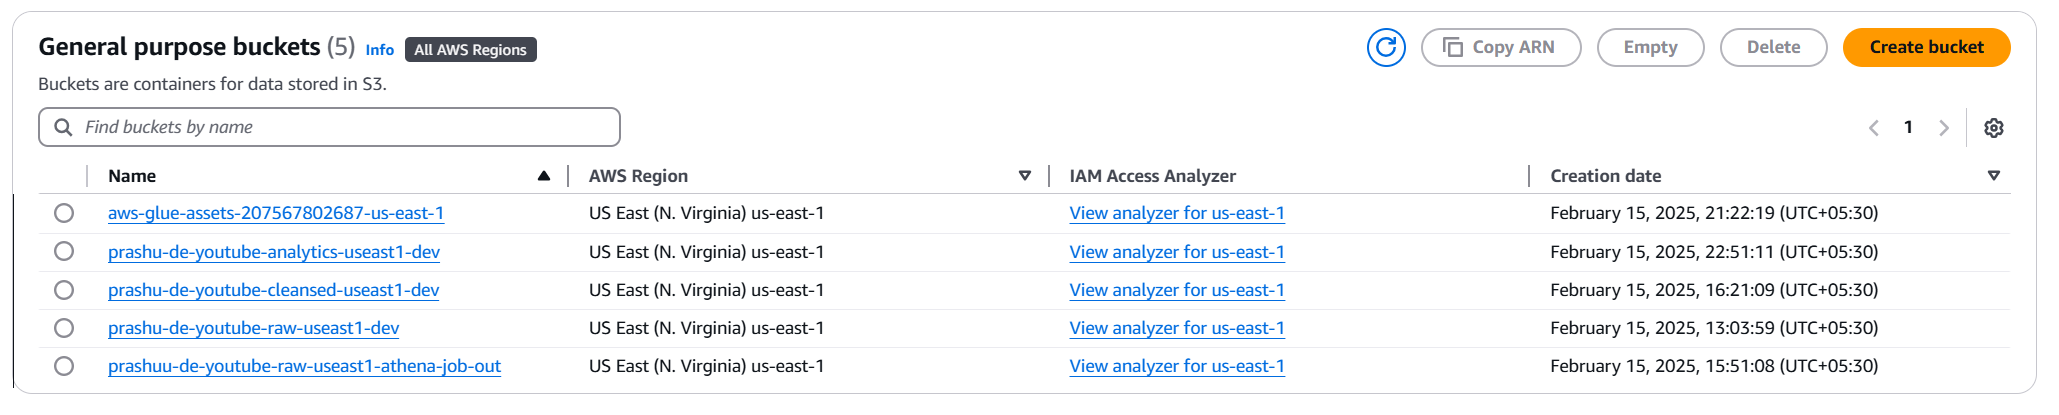 General purpose buckets (5) Info All AWS Regions Copy ARN Empty Delete Create bucket
Buckets are containers for data stored in S3.
Find buckets by name 1
Name AWS Region IAM Access Analyzer Creation date
aws-glue-assets-207567802687-us-east-1 US East (N. Virginia) us-east-1 View analyzer for us-east-1 February 15, 2025, 21:22:19 (UTC+05:30)
prashu-de-youtube-analytics-useast1-dev US East (N. Virginia) us-east-1 View analyzer for us-east-1 February 15, 2025, 22:51:11 (UTC+05:30)
prashu-de-youtube-cleansed-useast1-dev US East (N. Virginia) us-east-1 View analyzer for us-east-1 February 15, 2025, 16:21:09 (UTC+05:30)
prashu-de-youtube-raw-useast1-dev US East (N. Virginia) us-east-1 View analyzer for us-east-1 February 15, 2025, 13:03:59 (UTC+05:30)
prashuu-de-youtube-raw-useast1-athena-job-out US East (N. Virginia) us-east-1 View analyzer for us-east-1 February 15, 2025, 15:51:08 (UTC+05:30)